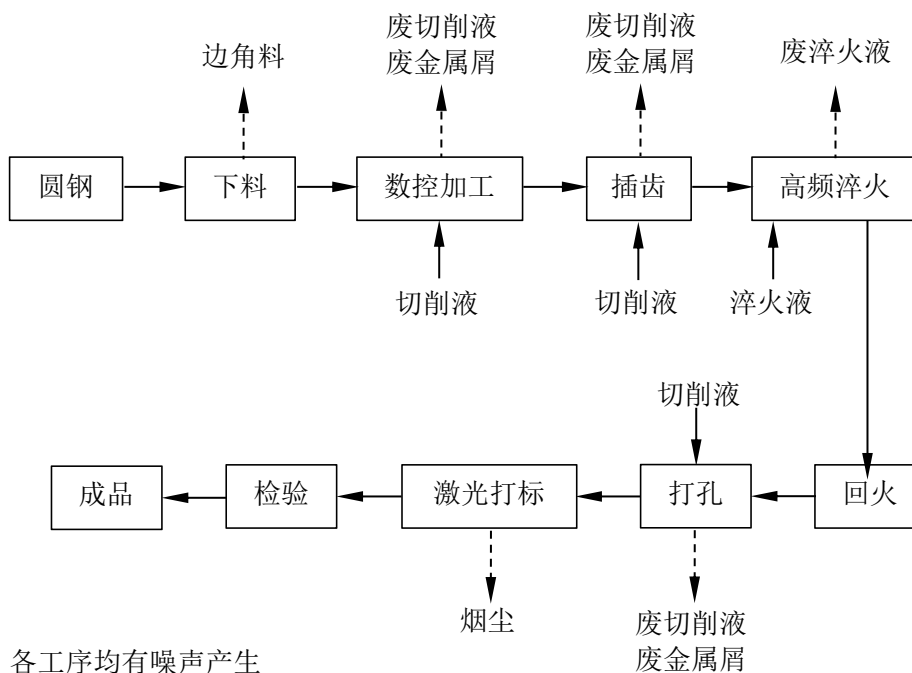 边角料
废切削液
废金属屑
废切削液
废金属屑
废淬火液
圆钢
下料
数控加工
插齿
高频淬火
切削液
切削液
淬火液
切削液
成品
检验
激光打标
打孔
回火
烟尘
废切削液
废金属屑
各工序均有噪声产生